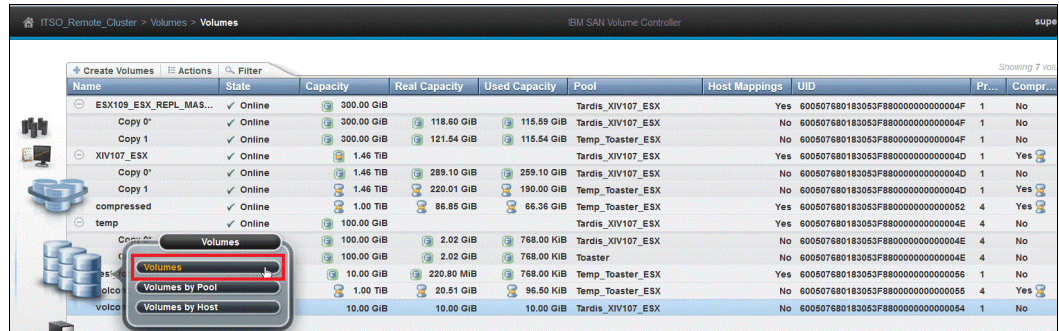 ITSO_Remote_Cluster > Volumes > Volumes IBM SAN Volume Controller supe
Showing 7 volu
Create Volumes Actions Filter
Name State Capacity Real Capacity Used Capacity Pool Host Mappings UID Pr... Compr...
ESX109_ESX_REPL_MAS... Online 300.00 GiB Tardis_XIV107_ESX Yes 600507680183053F880000000000004F 1 No
Copy 0* Online 300.00 GiB 118.60 GiB 115.59 GiB Tardis_XIV107_ESX No 600507680183053F880000000000004F 1 No
Copy 1 Online 300.00 GiB 121.54 GiB 115.54 GiB Temp_Toaster_ESX No 600507680183053F880000000000004F 1 No
XIV107_ESX Online 1.46 TiB Tardis_XIV107_ESX Yes 600507680183053F880000000000004D 1 Yes
Copy 0* Online 1.46 TiB 289.10 GiB 259.10 GiB Tardis_XIV107_ESX No 600507680183053F880000000000004D 1 No
Copy 1 Online 1.46 TiB 220.01 GiB 190.00 GiB Temp_Toaster_ESX No 600507680183053F880000000000004D 1 Yes
compressed Online 1.00 TiB 86.85 GiB 66.36 GiB Temp_Toaster_ESX Yes 600507680183053F8800000000000052 4 Yes
temp Online 100.00 GiB Tardis_XIV107_ESX Yes 600507680183053F880000000000004E 4 No
Copy 0* 100.00 GiB 2.02 GiB 768.00 KiB Tardis_XIV107_ESX No 600507680183053F880000000000004E 4 No
Volumes
100.00 GiB 2.02 GiB 768.00 KiB Toaster No 600507680183053F880000000000004E 4 No
Volumes
10.00 GiB 220.80 MiB 768.00 KiB Temp_Toaster_ESX Yes 600507680183053F8800000000000056 1 No
Volumes by Pool
1.00 TiB 20.51 GiB 96.50 KiB Temp_Toaster_ESX No 600507680183053F8800000000000055 4 Yes
volco Volumes by Host
10.00 GiB 10.00 GiB 10.00 GiB Tardis_XIV107_ESX No 600507680183053F8800000000000054 1 No